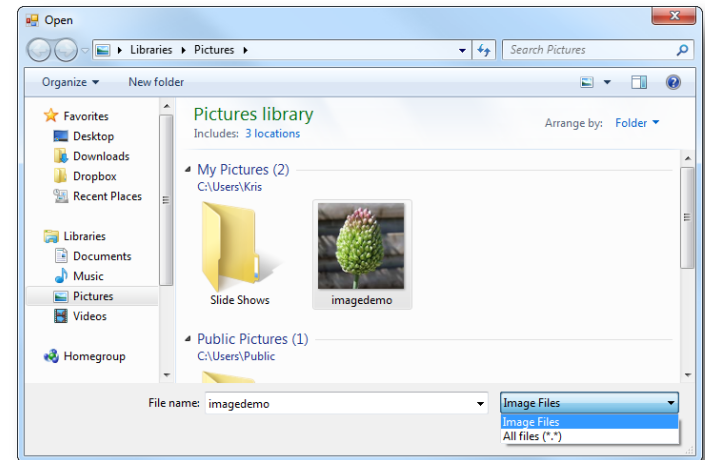 Open
Libraries Pictures
Search Pictures
Organize New folder
Favorites
Desktop
Downloads
Dropbox
Recent Places
Libraries
Documents
Music
Pictures
Videos
Homegroup
Pictures library
Includes: 3 locations
Arrange by: Folder
My Pictures (2)
C:\Users\Kris
Slide Shows
imagedemo
Public Pictures (1)
C:\Users\Public
File name: imagedemo
Image Files
Image Files
All files (*.*)